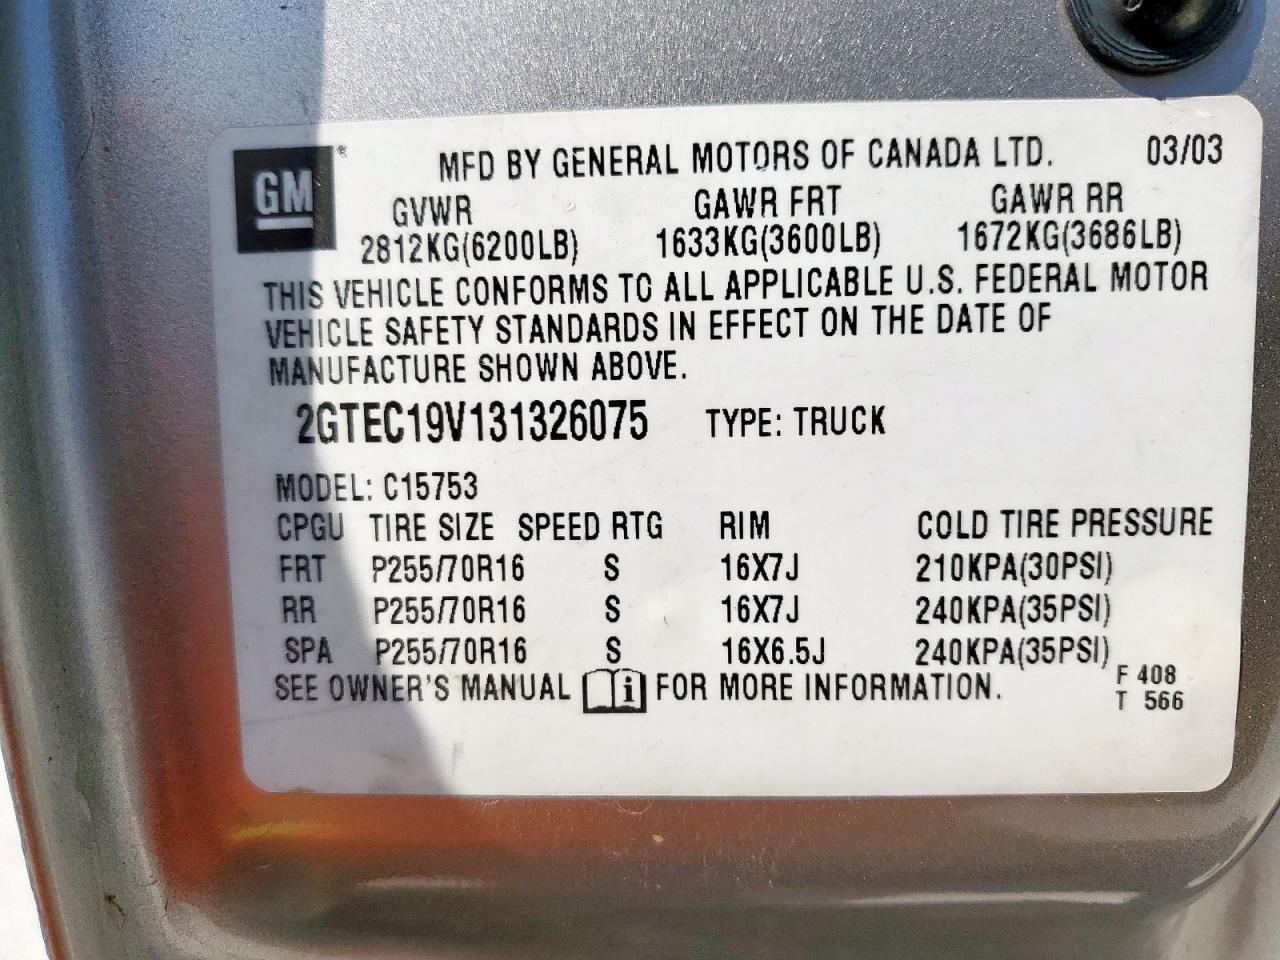 GM
MFD BY GENERAL MOTORS OF CANADA LTD. 03/03
GVWR GAWR FRT GAWR RR
2812KG(6200LB) 1633KG(3600LB) 1672KG(3686LB)
THIS VEHICLE CONFORMS TO ALL APPLICABLE U.S. FEDERAL MOTOR
VEHICLE SAFETY STANDARDS IN EFFECT ON THE DATE OF
MANUFACTURE SHOWN ABOVE.
2GTEC19V131326075 TYPE: TRUCK
MODEL: C15753
CPGU TIRE SIZE SPEED RTG RIM COLD TIRE PRESSURE
FRT P255/70R16 S 16X7J 210KPA(30PSI)
RR P255/70R16 S 16X7J 240KPA(35PSI)
SPA P255/70R16 S 16X6.5J 240KPA(35PSI)
SEE OWNER'S MANUAL i FOR MORE INFORMATION.
F 408
T 566